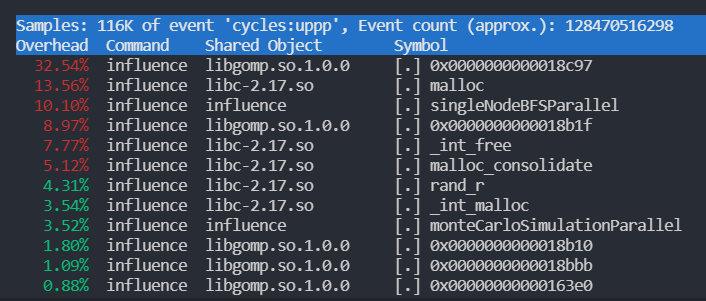 Samples: 116K of event 'cycles:uppp', Event count (approx.): 128470516298
Overhead  Command    Shared Object        Symbol
32.54%  influence  libgomp.so.1.0.0     [.] 0x0000000000018c97
13.56%  influence  libc-2.17.so         [.] malloc
10.10%  influence  influence            [.] singleNodeBFSParallel
8.97%  influence  libgomp.so.1.0.0     [.] 0x0000000000018b1f
7.77%  influence  libc-2.17.so         [.] _int_free
5.12%  influence  libc-2.17.so         [.] malloc_consolidate
4.31%  influence  libc-2.17.so         [.] rand_r
3.54%  influence  libc-2.17.so         [.] _int_malloc
3.52%  influence  influence            [.] monteCarloSimulationParallel
1.80%  influence  libgomp.so.1.0.0     [.] 0x0000000000018b10
1.09%  influence  libgomp.so.1.0.0     [.] 0x0000000000018bbb
0.88%  influence  libgomp.so.1.0.0     [.] 0x00000000000163e0